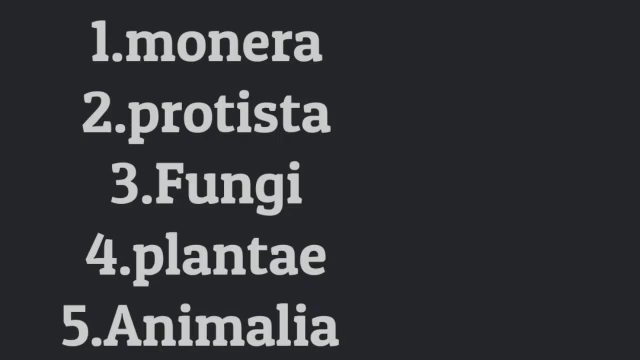 1.monera
2.protista
3.Fungi
4.plantae
5.Animalia